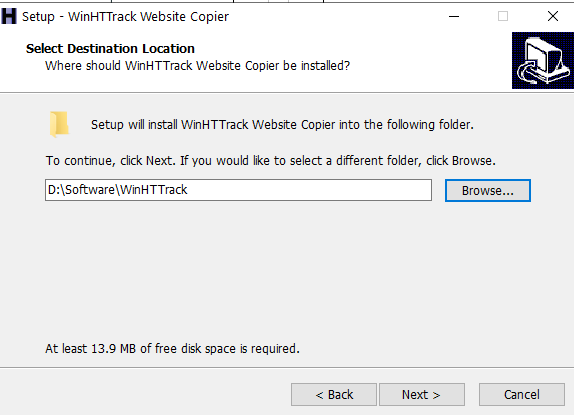 Setup - WinHTTrack Website Copier
Select Destination Location
Where should WinHTTrack Website Copier be installed?
Setup will install WinHTTrack Website Copier into the following folder.
To continue, click Next. If you would like to select a different folder, click Browse.
D:\Software\WinHTTrack
Browse...
At least 13.9 MB of free disk space is required.
< Back
Next >
Cancel